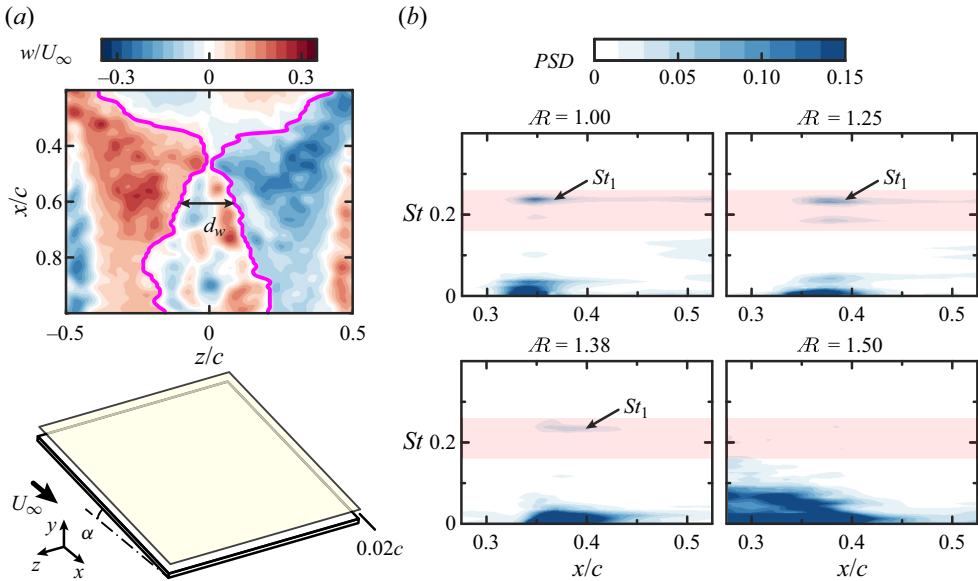 (a)
w/U∞
−0.3 0 0.3
x/c
0.4
0.6
0.8
d_w
−0.5 0 0.5
z/c
U∞
y
α
z
x
0.02c
(b)
PSD
0 0.05 0.10 0.15
Æ = 1.00
St₁
St 0.2
0
0.3 0.4 0.5
Æ = 1.25
St₁
0.3 0.4 0.5
Æ = 1.38
St₁
St 0.2
0
0.3 0.4 0.5
x/c
Æ = 1.50
0.3 0.4 0.5
x/c